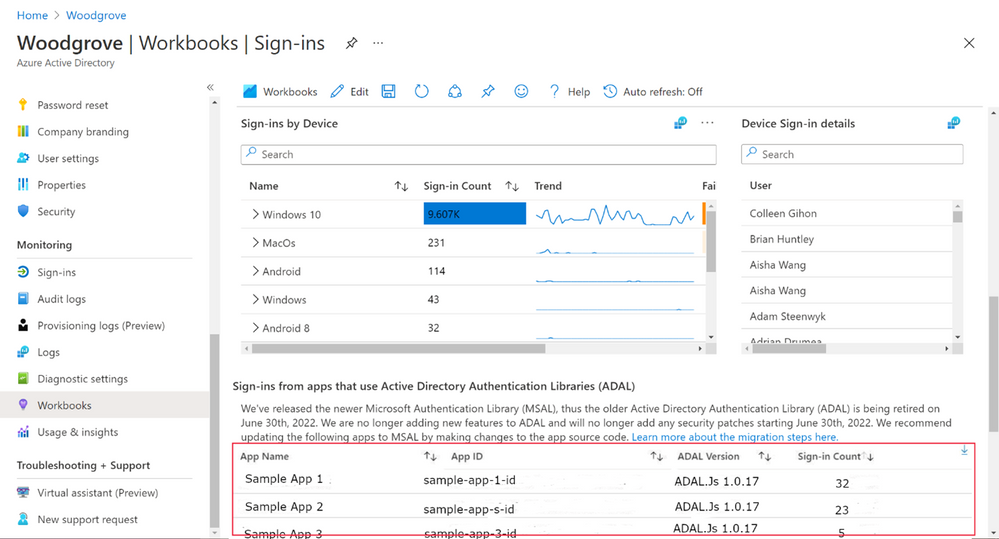 Home > Woodgrove
Woodgrove | Workbooks | Sign-ins ...
Azure Active Directory
«
Password reset
Company branding
User settings
Properties
Security
Monitoring
Sign-ins
Audit logs
Provisioning logs (Preview)
Logs
Diagnostic settings
Workbooks
Usage & insights
Troubleshooting + Support
Virtual assistant (Preview)
New support request
Workbooks Edit ? Help Auto refresh: Off
Sign-ins by Device ...
Search
Name Sign-in Count Trend Fai
Windows 10 9.607K
MacOs 231
Android 114
Windows 43
Android 8 32
Device Sign-in details
Search
User
Colleen Gihon
Brian Huntley
Aisha Wang
Aisha Wang
Adam Steenwyk
Adrian Drumea
Sign-ins from apps that use Active Directory Authentication Libraries (ADAL)
We've released the newer Microsoft Authentication Library (MSAL), thus the older Active Directory Authentication Library (ADAL) is being retired on
June 30th, 2022. We are no longer adding new features to ADAL and will no longer add any security patches starting June 30th, 2022. We recommend
updating the following apps to MSAL by making changes to the app source code. Learn more about the migration steps here.
App Name App ID ADAL Version Sign-in Count
Sample App 1 sample-app-1-id ADAL.Js 1.0.17 32
Sample App 2 sample-app-s-id ADAL.Js 1.0.17 23
Sample App 3 sample-app-3-id ADAL.Js 1.0.17 5